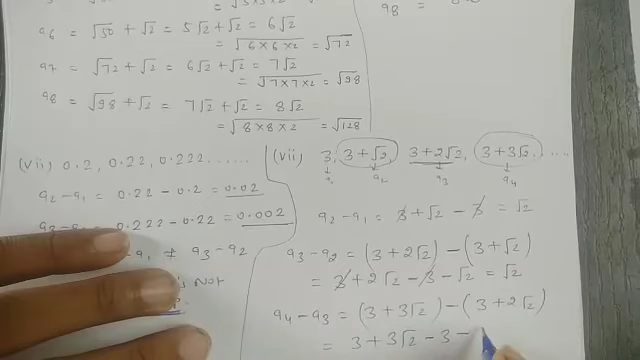 = √5×5×2
a6 = √50 + √2 = 5√2 + √2 = 6√2
= √6×6×2 = √72
a7 = √72 + √2 = 6√2 + √2 = 7√2
= √7×7×2 = √98
a8 = √98 + √2 = 7√2 + √2 = 8√2
= √8×8×2 = √128
a8 =
(vii) 0.2, 0.22, 0.222......
a2 - a1 = 0.22 - 0.2 = 0.02
= 0.222 - 0.22 = 0.002
a1 ≠ a3 - a2
is Not
(vii) 3, 3+√2, 3+2√2, 3+3√2.....
a2 a3 a4
a2 - a1 = 3 + √2 - 3 = √2
a3 - a2 = (3+2√2) - (3+√2)
= 3 + 2√2 - 3 - √2 = √2
a4 - a3 = (3+3√2) - (3+2√2)
= 3 + 3√2 - 3 -